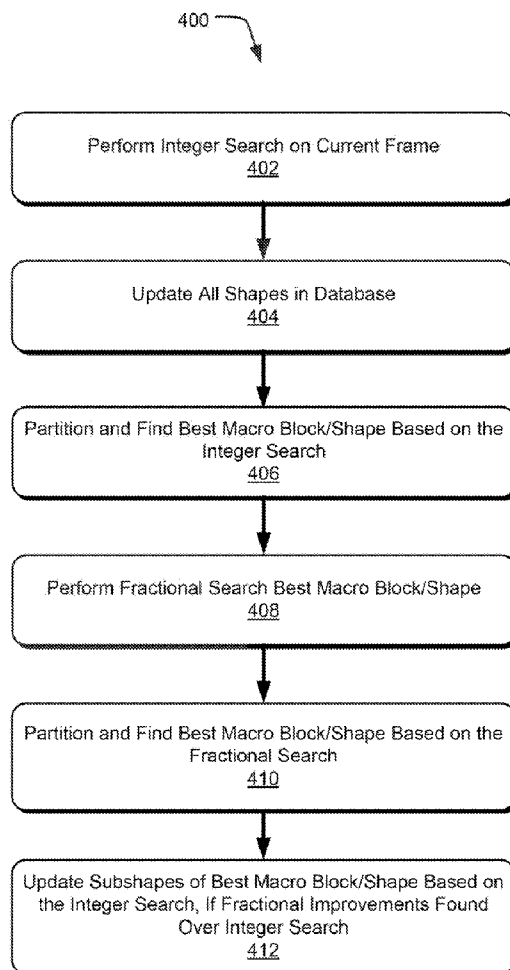 400
Perform Integer Search on Current Frame
402
Update All Shapes in Database
404
Partition and Find Best Macro Block/Shape Based on the
Integer Search
406
Perform Fractional Search Best Macro Block/Shape
408
Partition and Find Best Macro Block/Shape Based on the
Fractional Search
410
Update Subshapes of Best Macro Block/Shape Based on
the Integer Search, If Fractional Improvements Found
Over Integer Search
412